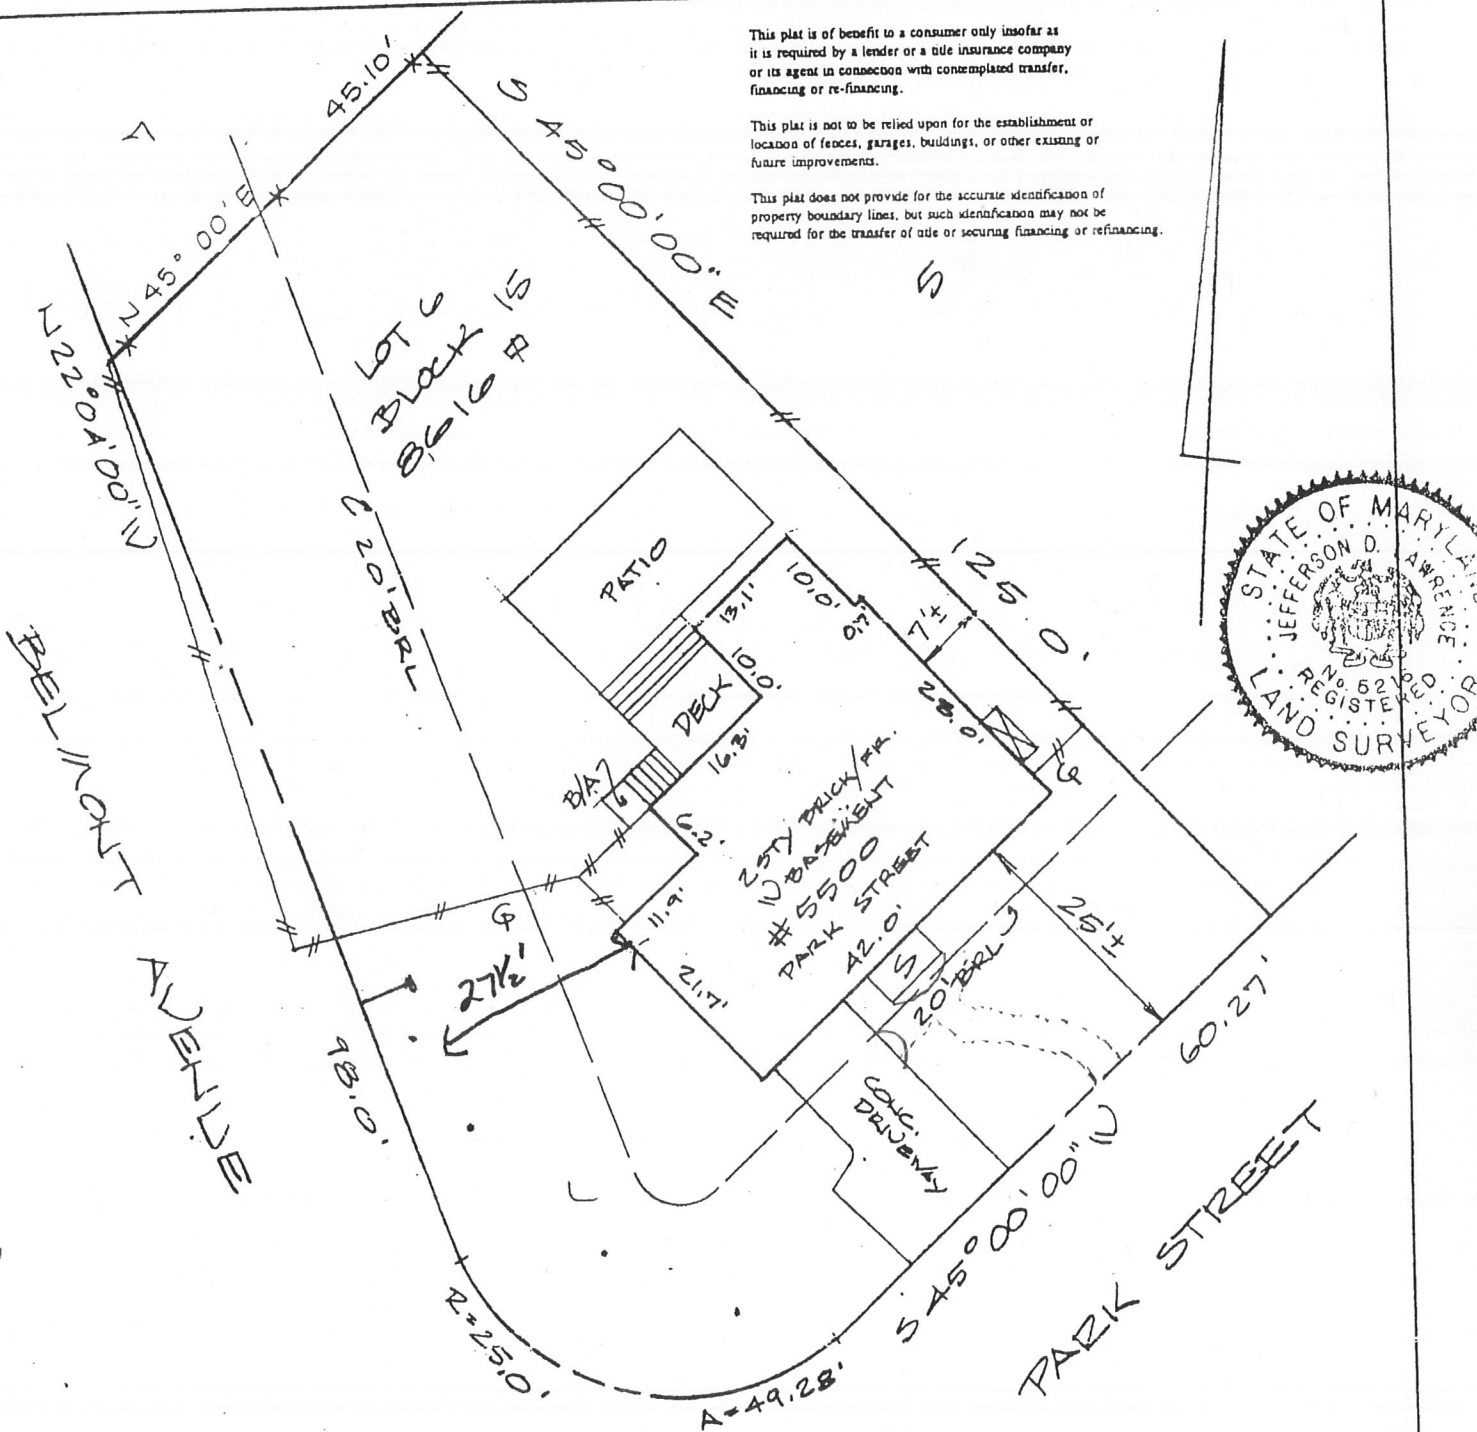 This plat is of benefit to a consumer only insofar as
it is required by a lender or a title insurance company
or its agent in connection with contemplated transfer,
financing or re-financing.
This plat is not to be relied upon for the establishment or
location of fences, garages, buildings, or other existing or
future improvements.
This plat does not provide for the accurate identification of
property boundary lines, but such identification may not be
required for the transfer of title or securing financing or refinancing.
45.10'
7
N 45° 00' E
S 45° 00' 00" E
5
LOT 6
BLOCK 15
8,616
N 22° 04' 00" W
20' BRL
PATIO
125.0'
STATE OF MARYLAND
JEFFERSON D. LAWRENCE
REGISTERED
LAND SURVEYOR
10.0'
13.1'
0.7'
7'±
10.0'
DECK
28.0'
16.3'
B/A
6.2'
2 STY BRICK/FR.
W BASEMENT
# 5500
PARK STREET
42.0'
G
G
11.9'
27½'
21.7'
S
20' BRL
25'±
60.27'
BELMONT AVENUE
98.0'
CONC.
DRIVEWAY
S 45° 00' 00" W
R=25.0'
A=49.28'
PARK STREET